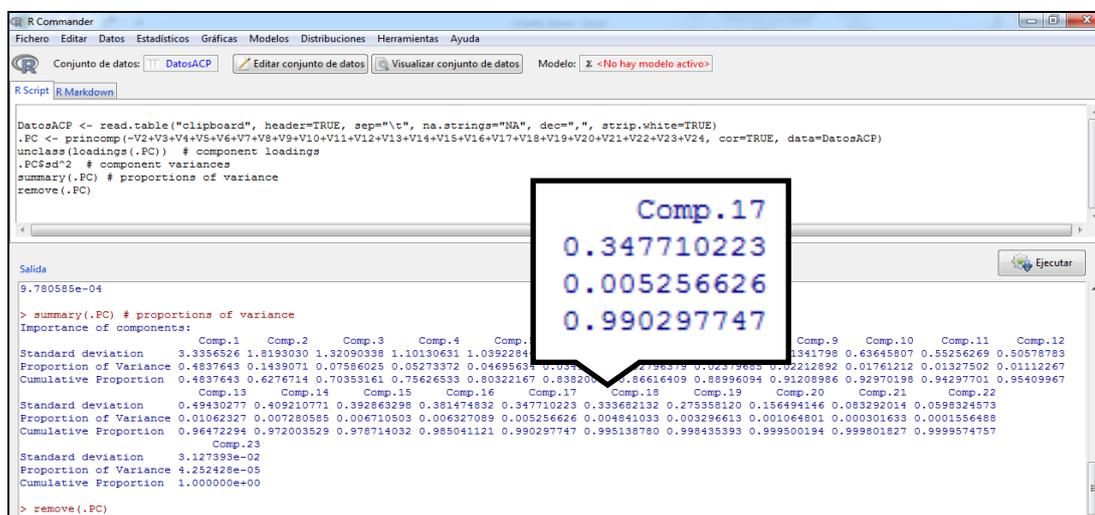 R Commander
Fichero Editar Datos Estadísticos Gráficas Modelos Distribuciones Herramientas Ayuda
Conjunto de datos: DatosACP Editar conjunto de datos Visualizar conjunto de datos Modelo: Σ <No hay modelo activo>
R Script R Markdown
DatosACP <- read.table("clipboard", header=TRUE, sep="\t", na.strings="NA", dec=",", strip.white=TRUE)
.PC <- princomp(~V2+V3+V4+V5+V6+V7+V8+V9+V10+V11+V12+V13+V14+V15+V16+V17+V18+V19+V20+V21+V22+V23+V24, cor=TRUE, data=DatosACP)
unclass(loadings(.PC)) # component loadings
.PC$sd^2 # component variances
summary(.PC) # proportions of variance
remove(.PC)
Comp.17
0.347710223
0.005256626
0.990297747
Ejecutar
Salida
9.780585e-04
> summary(.PC) # proportions of variance
Importance of components:
Comp.1 Comp.2 Comp.3 Comp.4 Comp.9 Comp.10 Comp.11 Comp.12
Standard deviation 3.3356526 1.8193030 1.32090338 1.10130631 0.63645807 0.55256269 0.50578783
Proportion of Variance 0.4837643 0.1439071 0.07586025 0.05273372 0.04695634 0.02379685 0.02212892 0.01761212 0.01327502 0.01112267
Cumulative Proportion 0.4837643 0.6276714 0.70353161 0.75626533 0.80322167 0.86616409 0.88996094 0.91208986 0.92970198 0.94297701 0.95409967
Comp.13 Comp.14 Comp.15 Comp.16 Comp.17 Comp.18 Comp.19 Comp.20 Comp.21 Comp.22
Standard deviation 0.49430277 0.409210771 0.392863298 0.381474832 0.347710223 0.333682132 0.275358120 0.156494146 0.083292014 0.0598324573
Proportion of Variance 0.01062327 0.007280585 0.006710503 0.006327089 0.005256626 0.004841033 0.003296613 0.001064801 0.000301633 0.0001556488
Cumulative Proportion 0.96472294 0.972003529 0.978714032 0.985041121 0.990297747 0.995138780 0.998435393 0.999500194 0.999801827 0.9999574757
Comp.23
Standard deviation 3.127393e-02
Proportion of Variance 4.252428e-05
Cumulative Proportion 1.000000e+00
> remove(.PC)